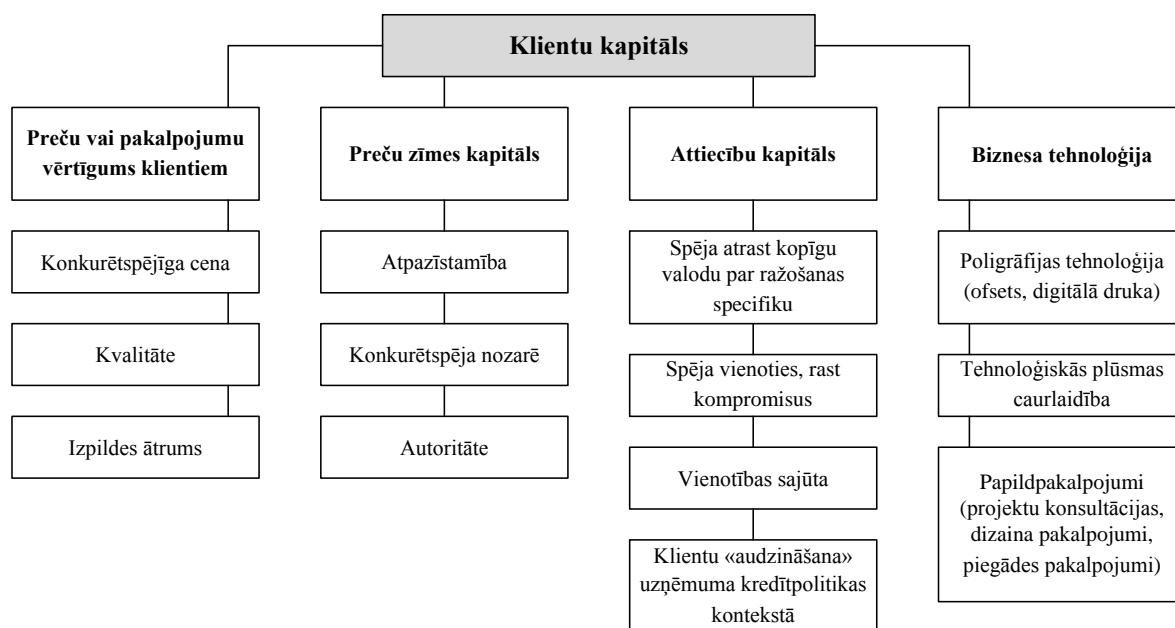 Klientu kapitāls
Preču vai pakalpojumu
vērtīgums klientiem
Konkurētspējīga cena
Kvalitāte
Izpildes ātrums
Preču zīmes kapitāls
Atpazīstamība
Konkurētspēja nozarē
Autoritāte
Attiecību kapitāls
Spēja atrast kopīgu
valodu par ražošanas
specifiku
Spēja vienoties, rast
kompromisus
Vienotības sajūta
Klientu «audzināšana»
uzņēmuma kredītpolitikas
kontekstā
Biznesa tehnoloģija
Poligrāfijas tehnoloģija
(ofsets, digitālā druka)
Tehnoloģiskās plūsmas
caurlaidība
Papildpakalpojumi
(projektu konsultācijas,
dizaina pakalpojumi,
piegādes pakalpojumi)